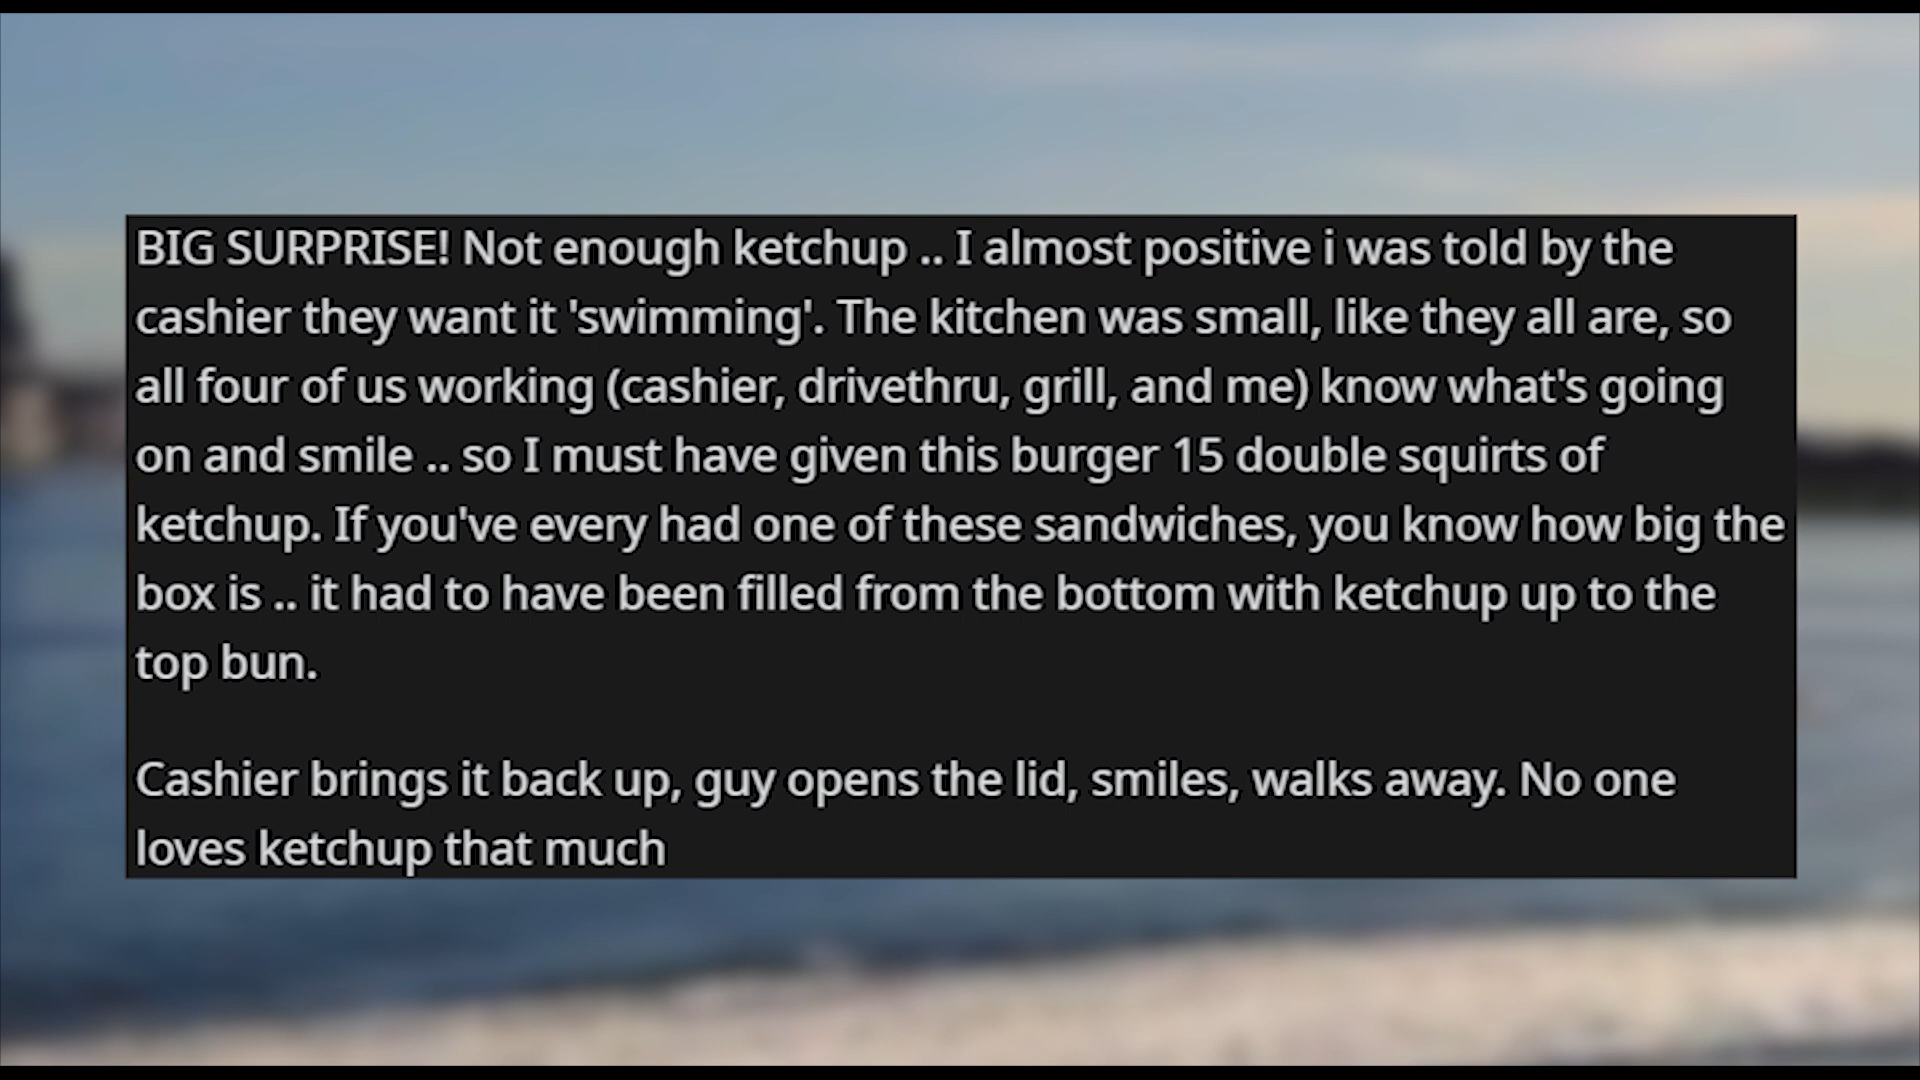 BIG SURPRISE! Not enough ketchup .. I almost positive i was told by the
cashier they want it 'swimming'. The kitchen was small, like they all are, so
all four of us working (cashier, drivethru, grill, and me) know what's going
on and smile .. so I must have given this burger 15 double squirts of
ketchup. If you've every had one of these sandwiches, you know how big the
box is .. it had to have been filled from the bottom with ketchup up to the
top bun.
Cashier brings it back up, guy opens the lid, smiles, walks away. No one
loves ketchup that much